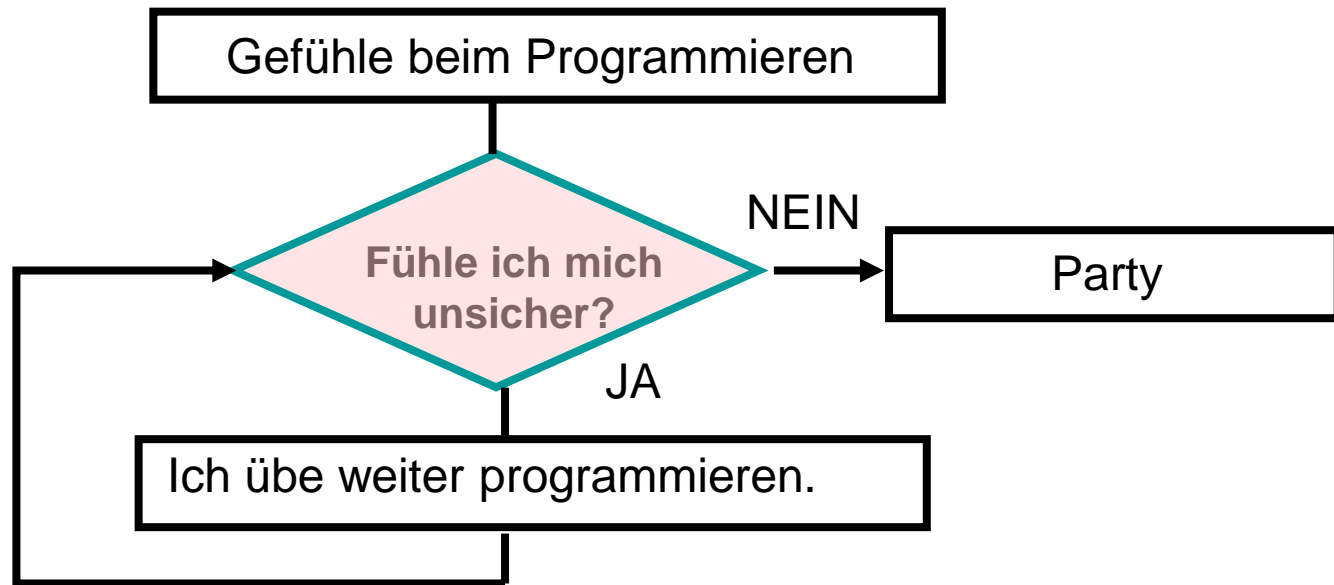 Gefühle beim Programmieren
NEIN
Fühle ich mich
unsicher?
Party
JA
Ich übe weiter programmieren.